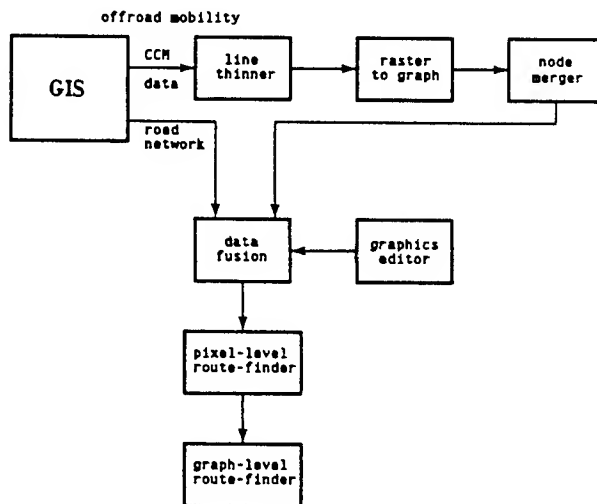 offroad mobility
GIS
CCM
data
line
thinner
raster
to graph
node
merger
road
network
data
fusion
graphics
editor
pixel-level
route-finder
graph-level
route-finder